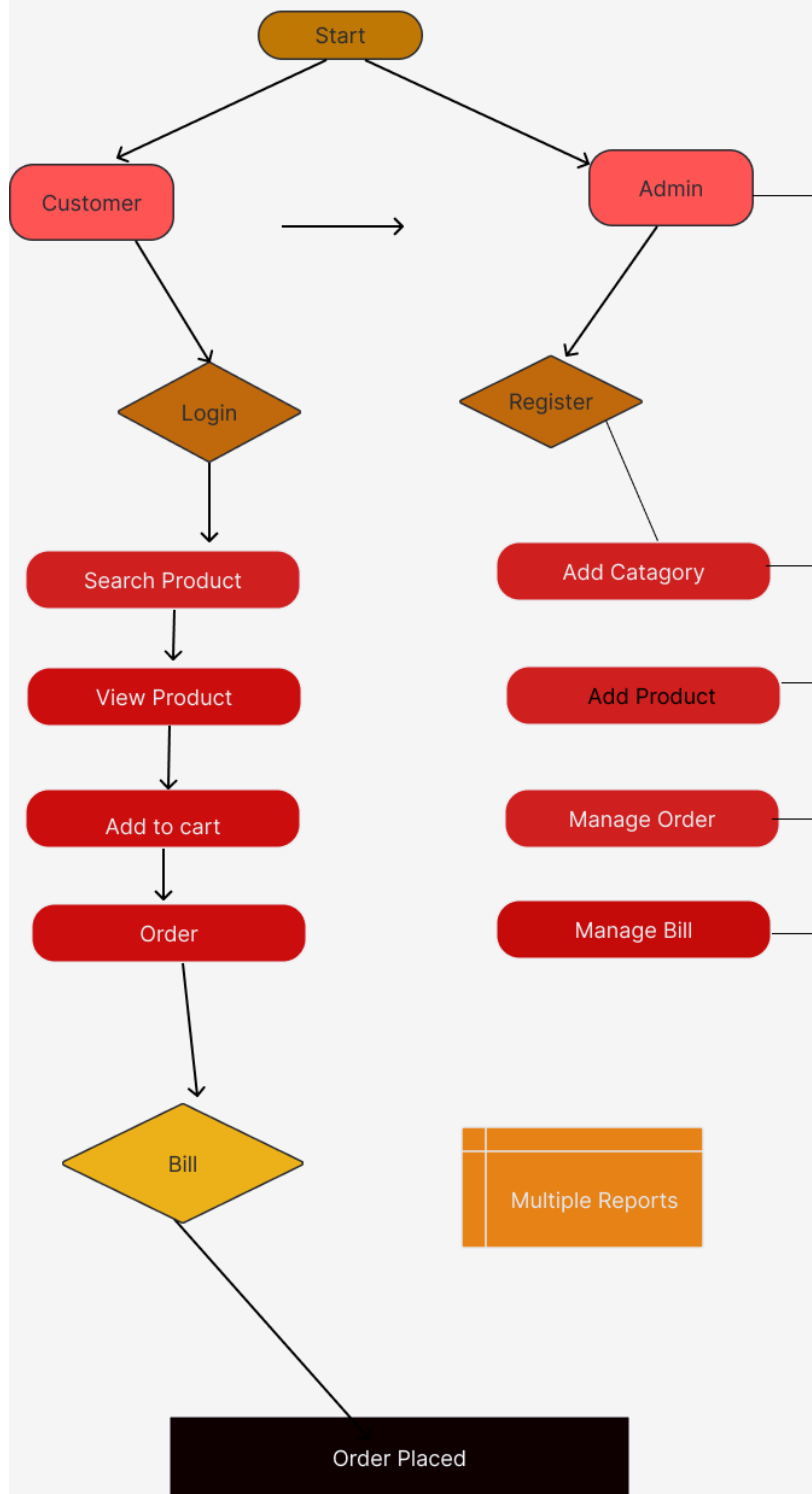 Start
Customer
Admin
Login
Register
Search Product
Add Catagory
View Product
Add Product
Add to cart
Manage Order
Order
Manage Bill
Bill
Multiple Reports
Order Placed